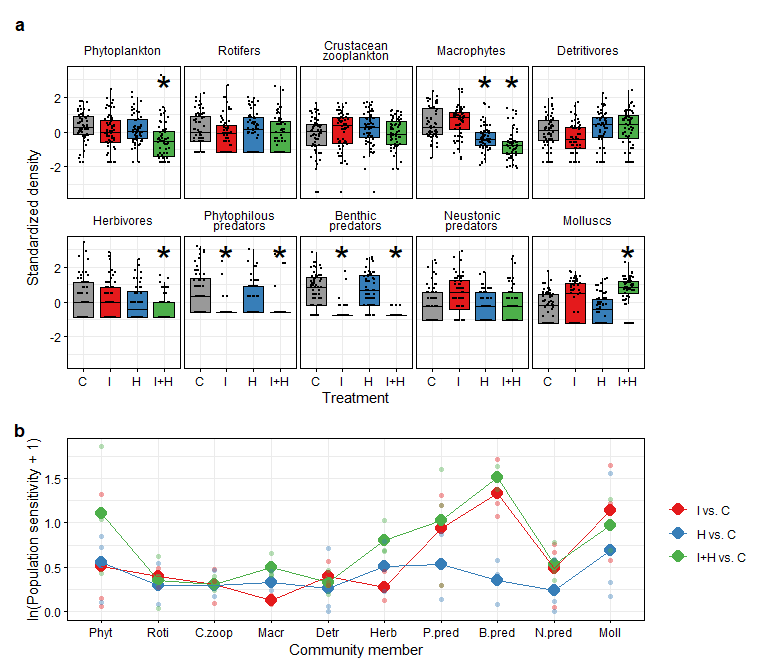 a
Phytoplankton Rotifers Crustacean zooplankton Macrophytes Detritivores
* * *
2
0
-2
Standardized density
Herbivores Phytophilous predators Benthic predators Neustonic predators Molluscs
* * * * * *
2
0
-2
C I H I+H C I H I+H C I H I+H C I H I+H C I H I+H
Treatment
b
ln(Population sensitivity + 1)
1.5
1.0
0.5
0.0
I vs. C
H vs. C
I+H vs. C
Phyt Roti C.zoop Macr Detr Herb P.pred B.pred N.pred Moll
Community member